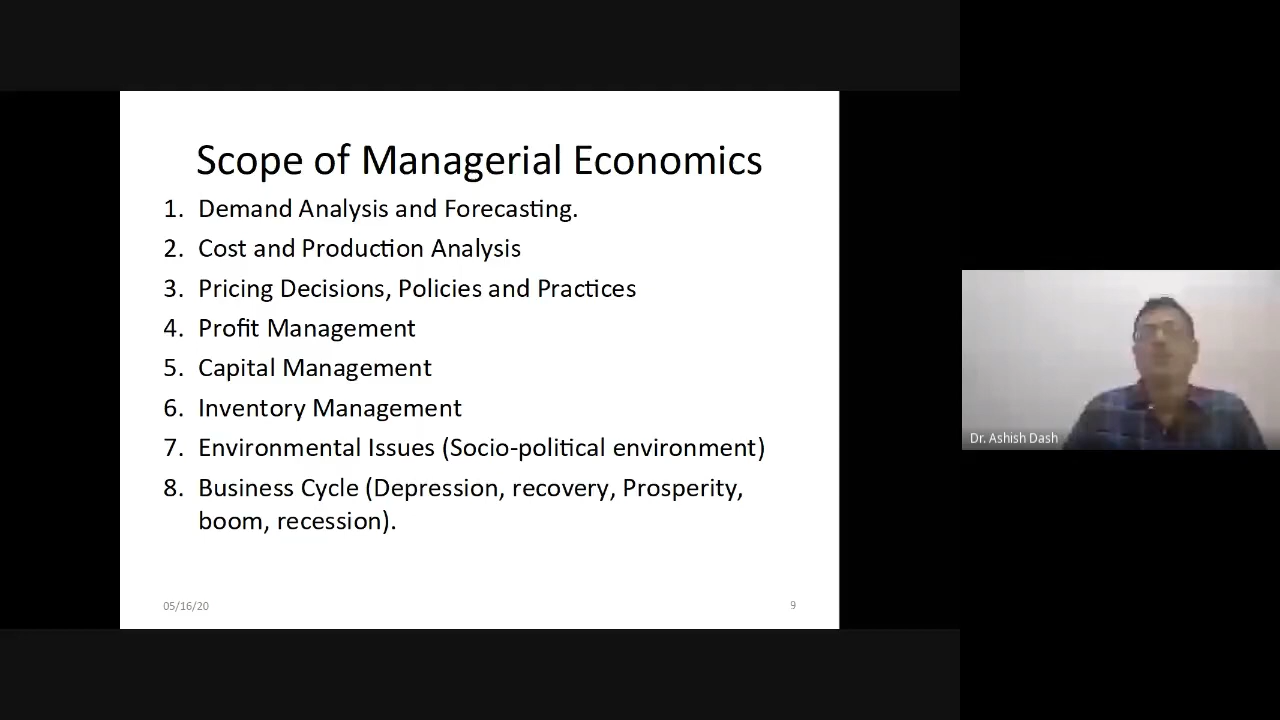 Scope of Managerial Economics
1. Demand Analysis and Forecasting.
2. Cost and Production Analysis
3. Pricing Decisions, Policies and Practices
4. Profit Management
5. Capital Management
6. Inventory Management
7. Environmental Issues (Socio-political environment)
8. Business Cycle (Depression, recovery, Prosperity,
boom, recession).
05/16/20
9
Dr. Ashish Dash